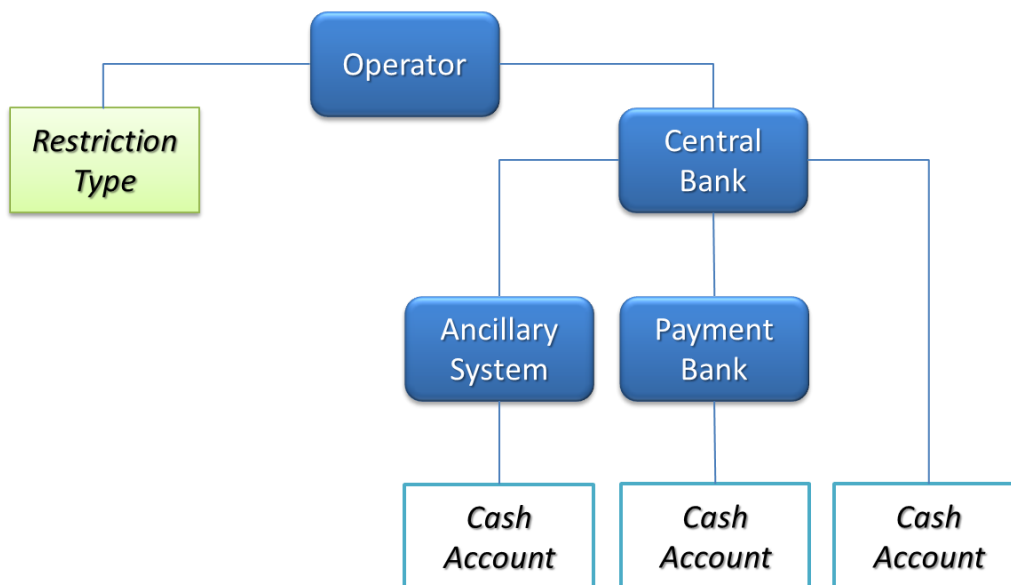 Operator
Restriction
Type
Central
Bank
Ancillary
System
Payment
Bank
Cash
Account
Cash
Account
Cash
Account